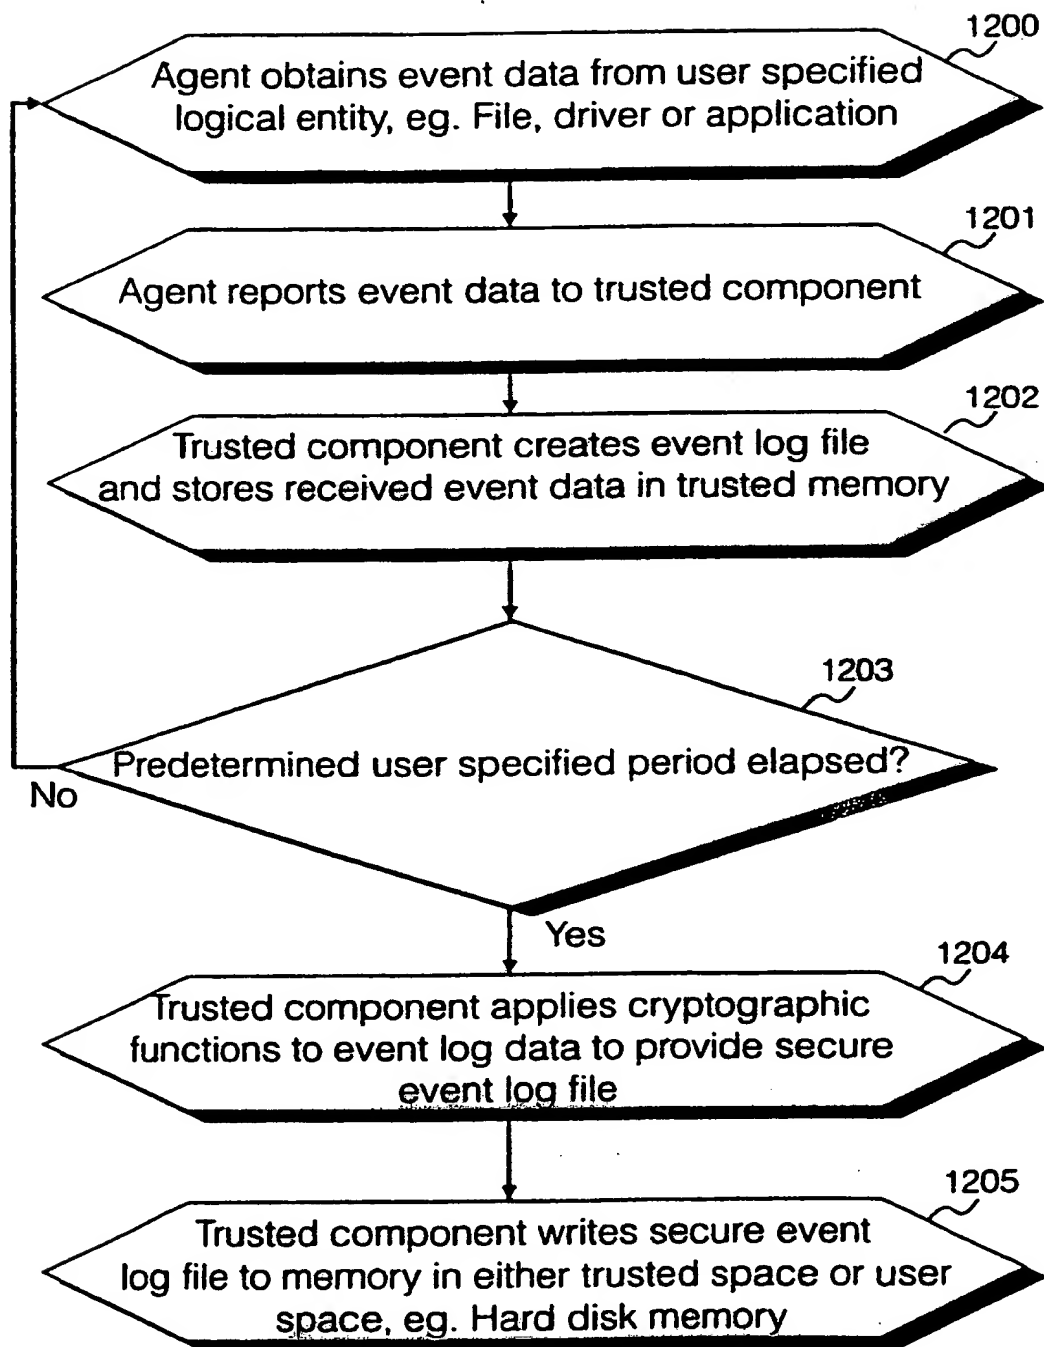 1200
Agent obtains event data from user specified
logical entity, eg. File, driver or application
1201
Agent reports event data to trusted component
1202
Trusted component creates event log file
and stores received event data in trusted memory
1203
Predetermined user specified period elapsed?
No
Yes
1204
Trusted component applies cryptographic
functions to event log data to provide secure
event log file
1205
Trusted component writes secure event
log file to memory in either trusted space or user
space, eg. Hard disk memory